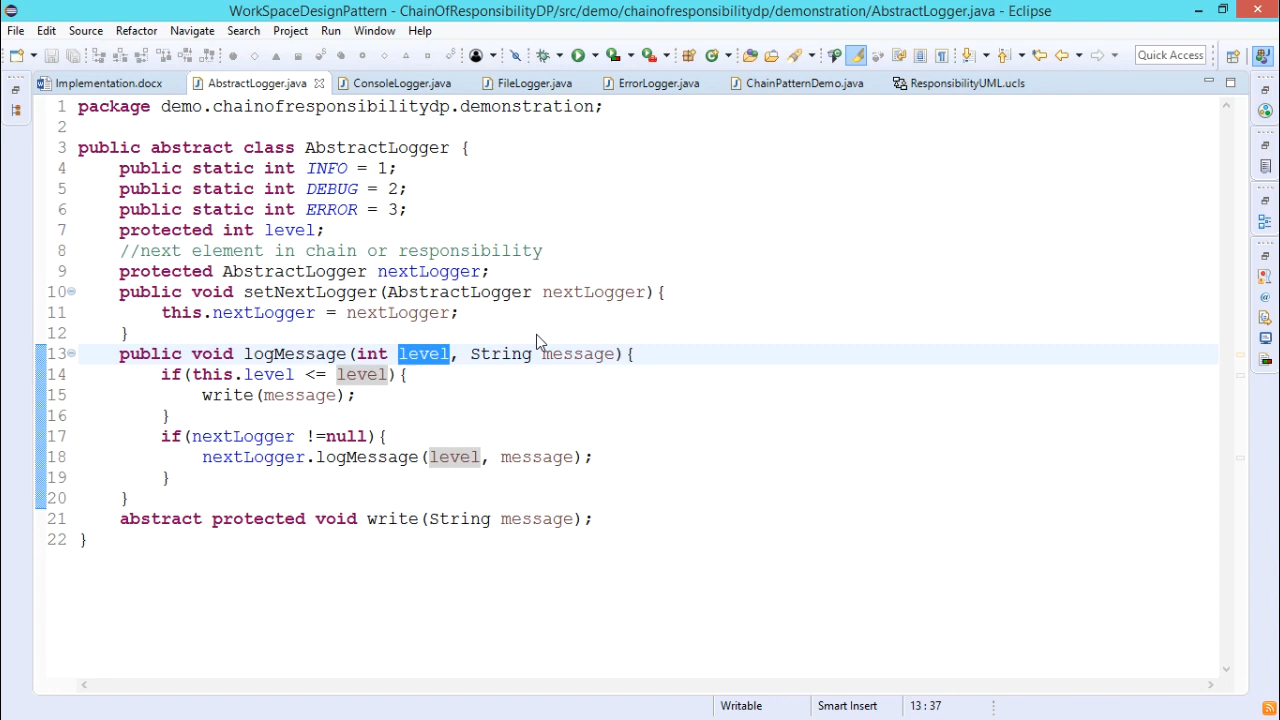 WorkSpaceDesignPattern - ChainOfResponsibilityDP/src/demo/chainofresponsibilitydp/demonstration/AbstractLogger.java - Eclipse
File Edit Source Refactor Navigate Search Project Run Window Help
Quick Access
Implementation.docx AbstractLogger.java ConsoleLogger.java FileLogger.java ErrorLogger.java ChainPatternDemo.java ResponsibilityUML.ucls
1 package demo.chainofresponsibilitydp.demonstration;
2
3 public abstract class AbstractLogger {
4 public static int INFO = 1;
5 public static int DEBUG = 2;
6 public static int ERROR = 3;
7 protected int level;
8 //next element in chain or responsibility
9 protected AbstractLogger nextLogger;
10 public void setNextLogger(AbstractLogger nextLogger){
11 this.nextLogger = nextLogger;
12 }
13 public void logMessage(int level, String message){
14 if(this.level <= level){
15 write(message);
16 }
17 if(nextLogger !=null){
18 nextLogger.logMessage(level, message);
19 }
20 }
21 abstract protected void write(String message);
22 }
Writable Smart Insert 13 : 37